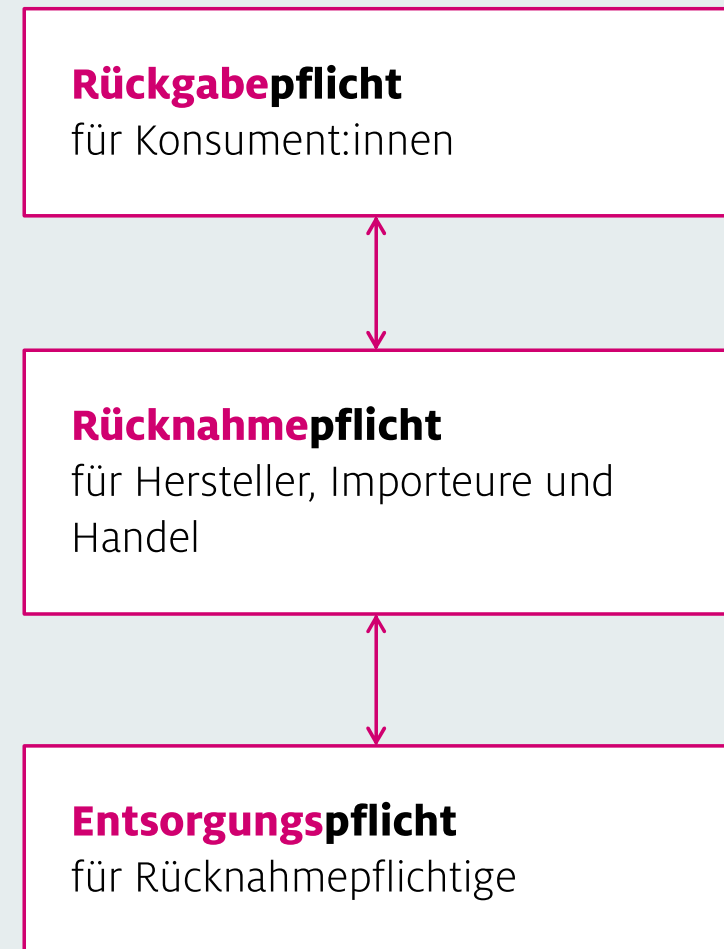 Rückgabepflicht
für Konsument:innen
Rücknahmepflicht
für Hersteller, Importeure und
Handel
Entsorgungspflicht
für Rücknahmepflichtige